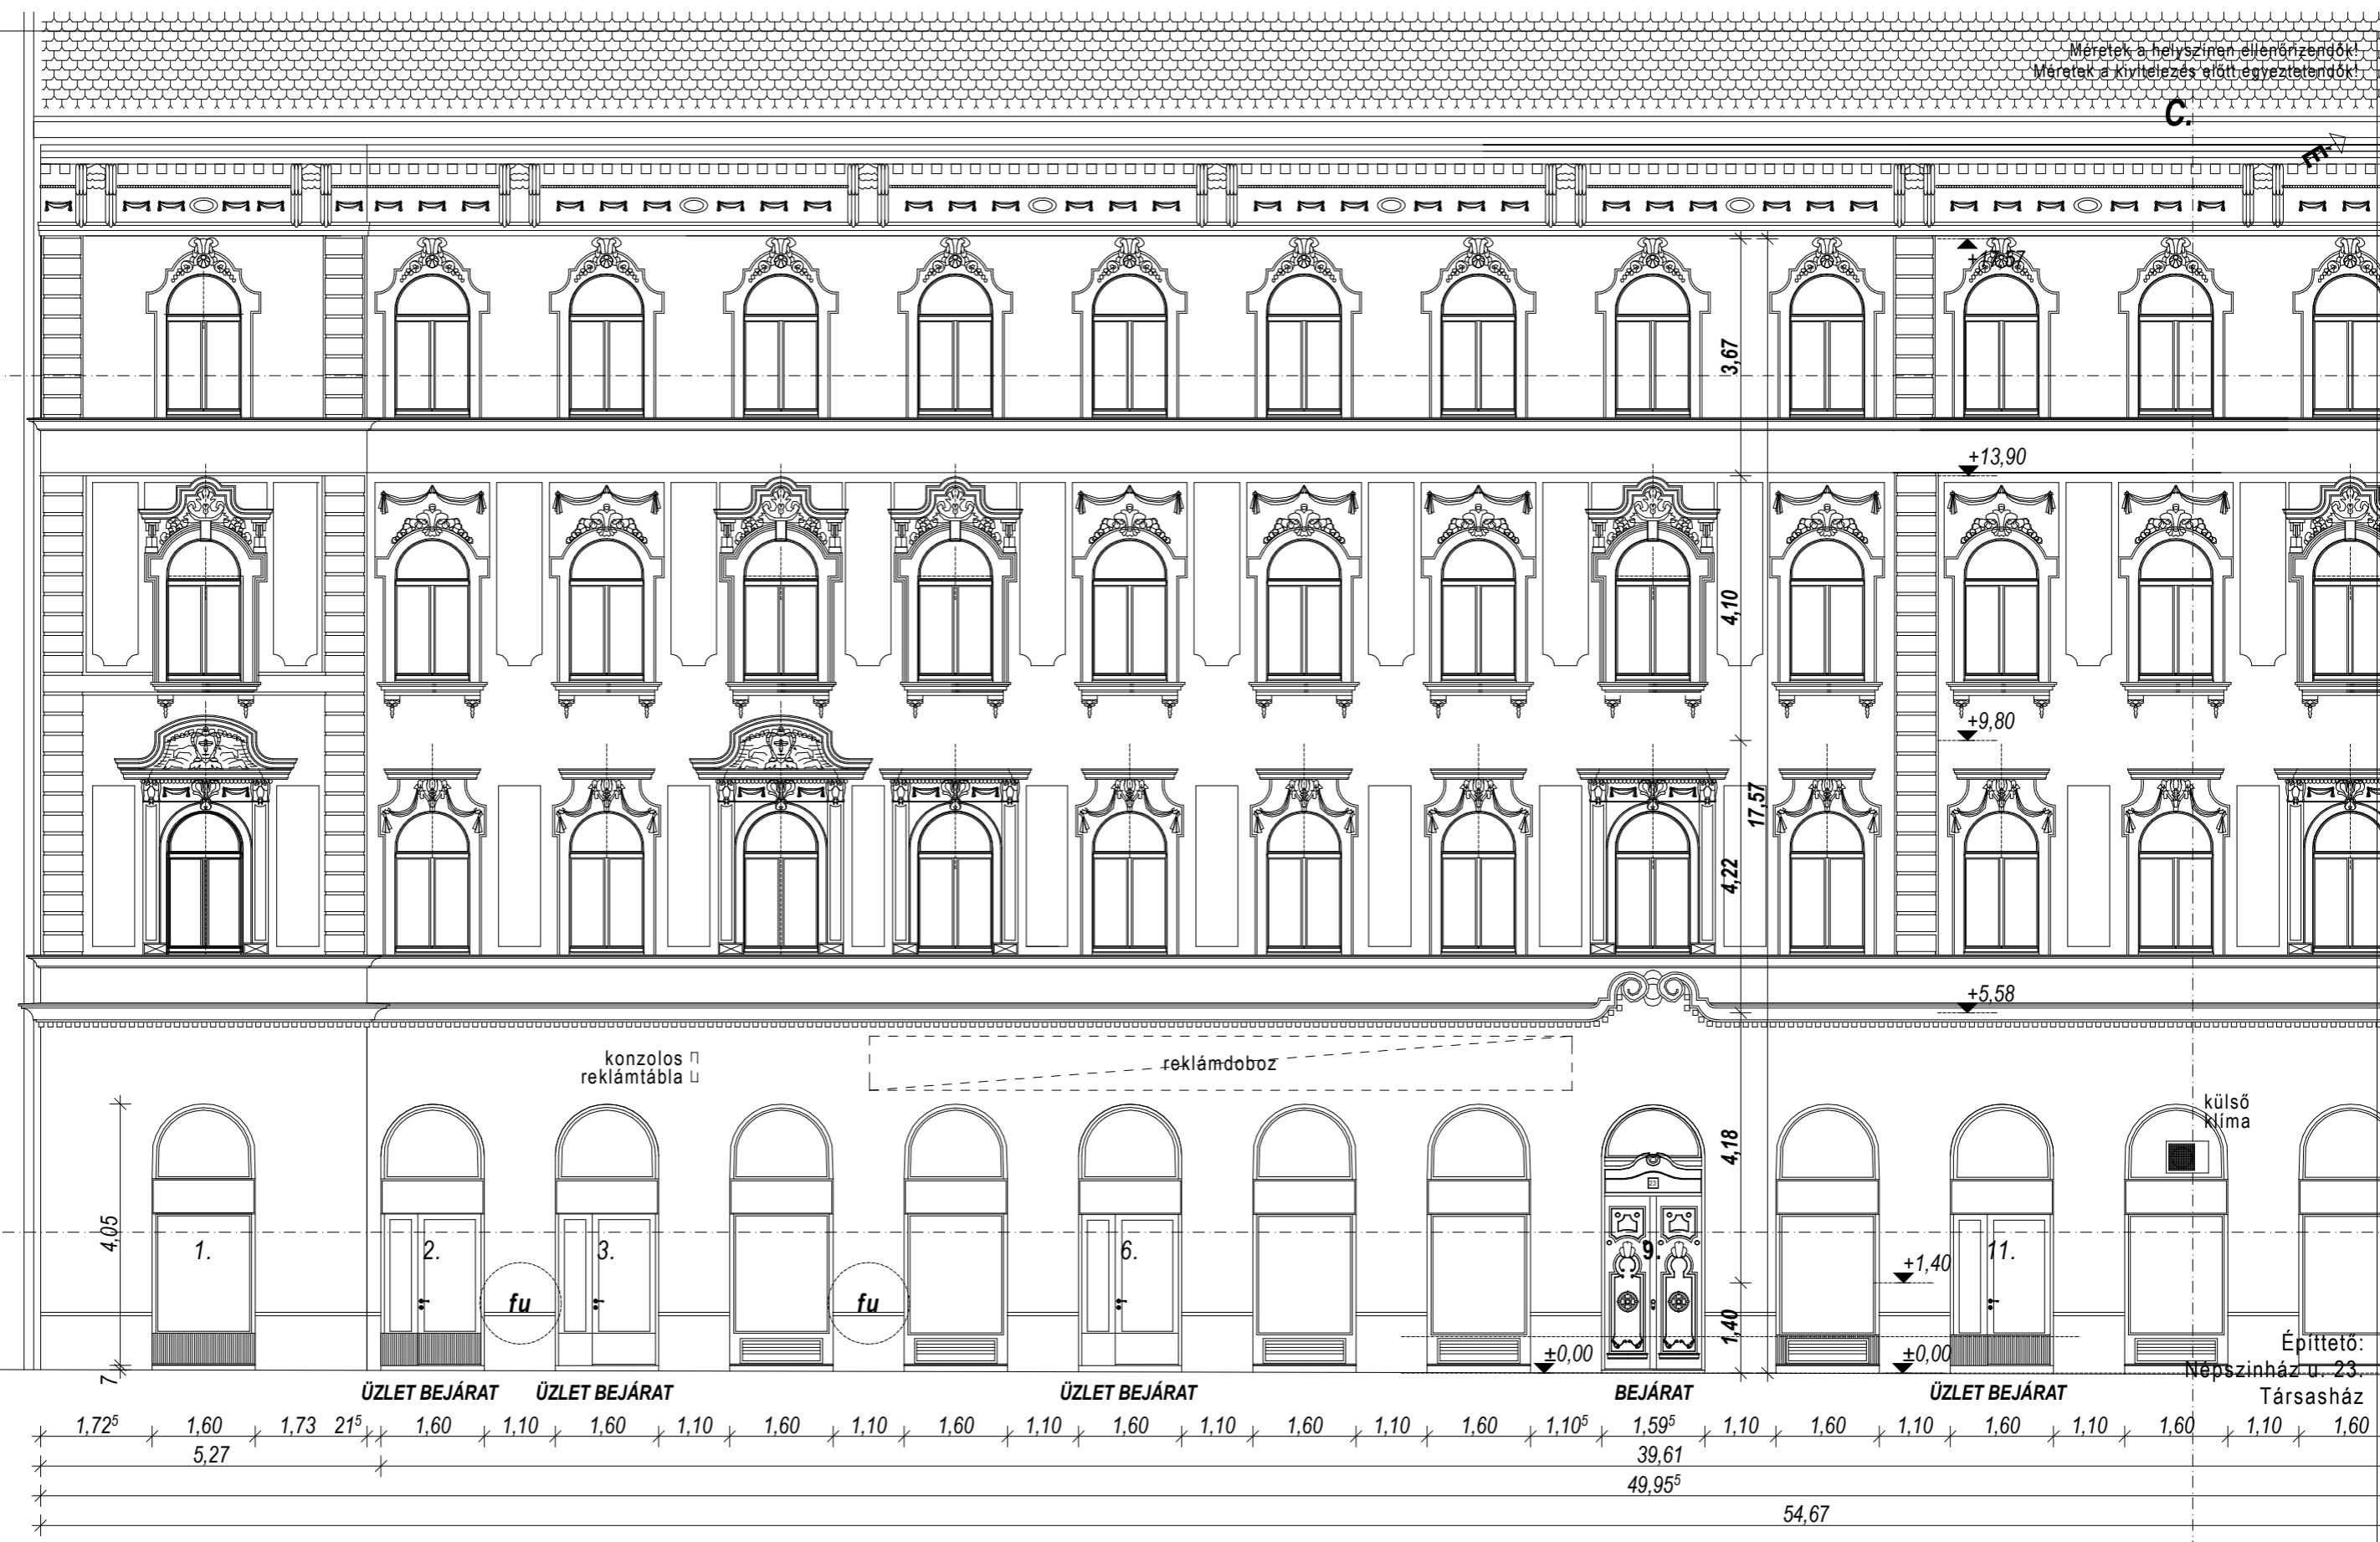 Méretek a helyszínen ellenőrizendők!
Méretek a kivitelezés előtt egyeztetendők!
C.
É
+17,57
3,67
+13,90
4,10
+9,80
17,57
4,22
+5,58
konzolos
reklámtábla
reklámdoboz
külső
klíma
4,18
4,05
23
1.
2.
3.
6.
9.
11.
+1,40
fu
fu
1,40
±0,00
±0,00
7
Építtető:
Népszinház u. 23.
Társasház
ÜZLET BEJÁRAT ÜZLET BEJÁRAT ÜZLET BEJÁRAT BEJÁRAT ÜZLET BEJÁRAT
1,72⁵ 1,60 1,73 21⁵ 1,60 1,10 1,60 1,10 1,60 1,10 1,60 1,10 1,60 1,10 1,60 1,10 1,60 1,10⁵ 1,59⁵ 1,10 1,60 1,10 1,60 1,10 1,60 1,10 1,60
5,27 39,61
49,95⁵
54,67